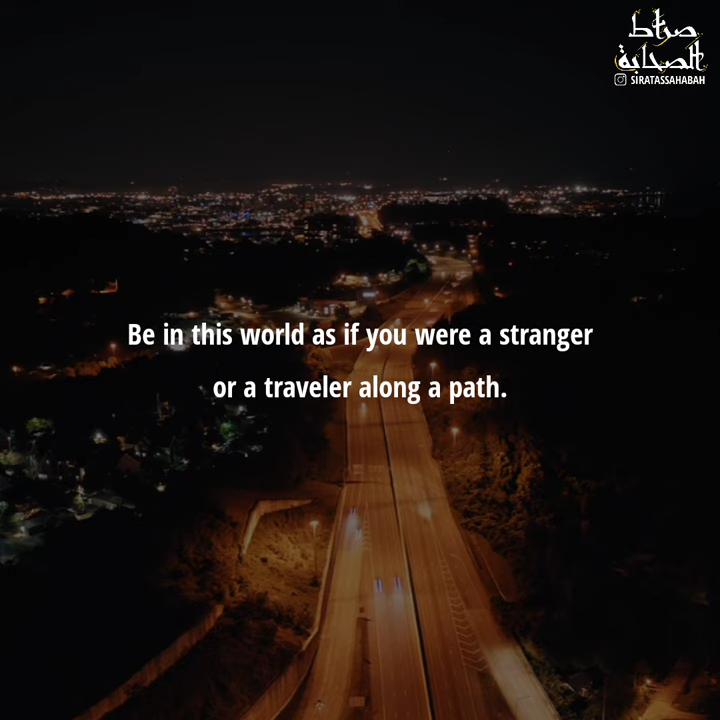 صراط
الصحابة
SIRATASSAHABAH
Be in this world as if you were a stranger
or a traveler along a path.